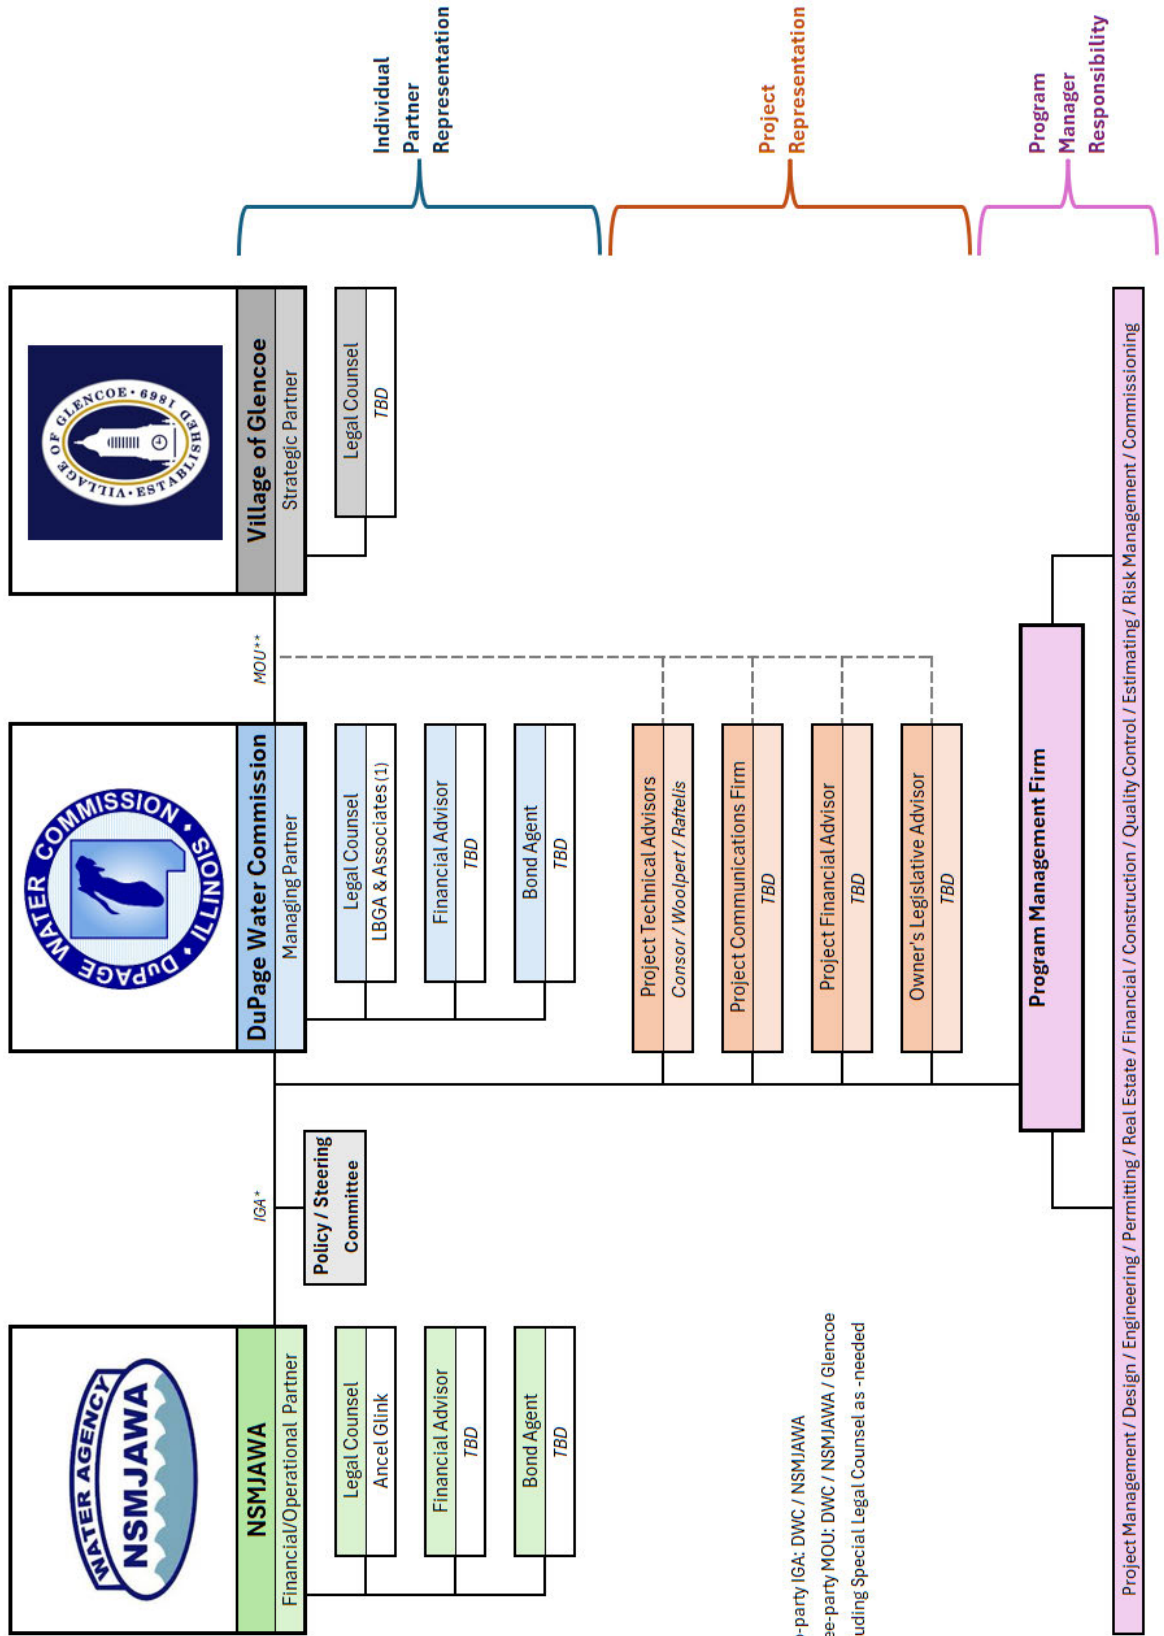 WATER AGENCY
NSMJAWA
NSMJAWA
Financial/Operational Partner
Legal Counsel
Ancel Glink
Financial Advisor
TBD
Bond Agent
TBD
IGA*
Policy / Steering
Committee
DuPAGE WATER COMMISSION • ILLINOIS •
DuPage Water Commission
Managing Partner
Legal Counsel
LBGA & Associates (1)
Financial Advisor
TBD
Bond Agent
TBD
MOU**
VILLAGE OF GLENCOE • ESTABLISHED 1869 •
Village of Glencoe
Strategic Partner
Legal Counsel
TBD
Individual
Partner
Representation
Project Technical Advisors
Consor / Woolpert / Raftelis
Project Communications Firm
TBD
Project Financial Advisor
TBD
Owner's Legislative Advisor
TBD
Project
Representation
-party IGA: DWC / NSMJAWA
ee-party MOU: DWC / NSMJAWA / Glencoe
uding Special Legal Counsel as -needed
Program Management Firm
Program
Manager
Responsibility
Project Management / Design / Engineering / Permitting / Real Estate / Financial / Construction / Quality Control / Estimating / Risk Management / Commissioning